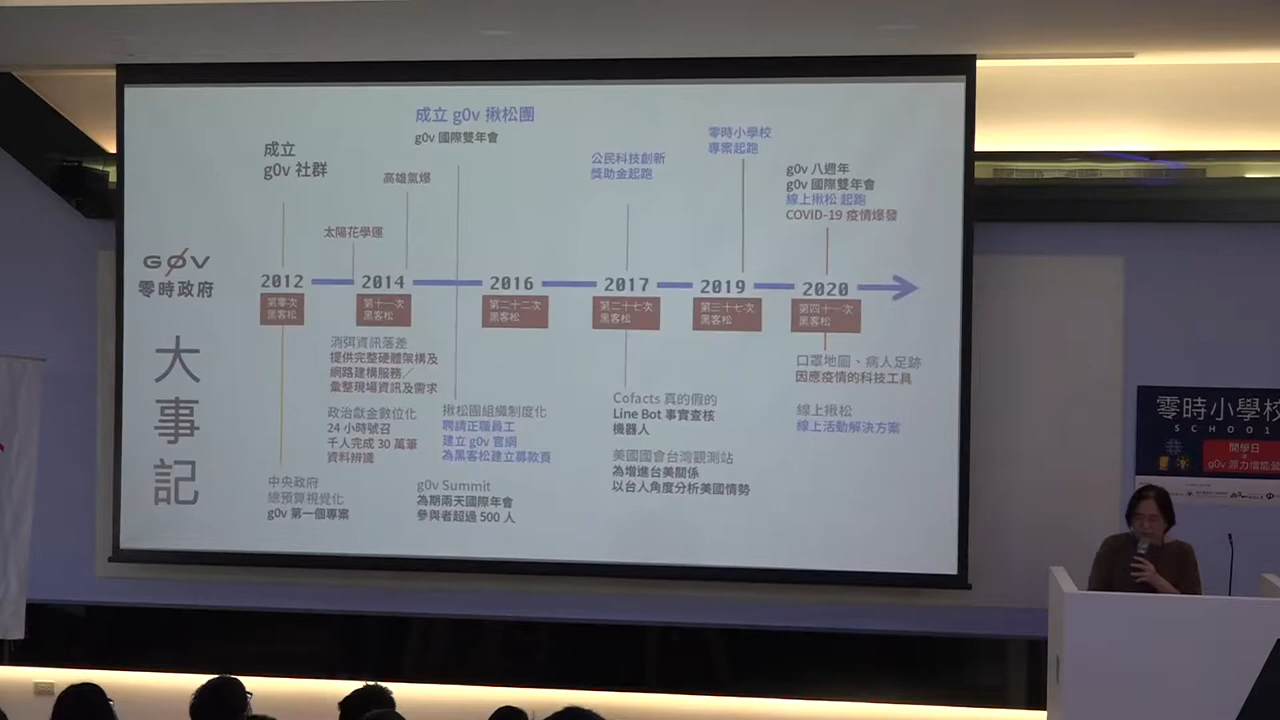 成立 g0v 揪松團
g0v 國際雙年會
成立
g0v 社群
高雄氣爆
太陽花學運
公民科技創新
獎助金起跑
零時小學校
專案起跑
g0v 八週年
g0v 國際雙年會
線上揪松 起跑
COVID-19 疫情爆發
G0V
零時政府
大事記
2012
2014
2016
2017
2019
2020
第零次
黑客松
第十一次
黑客松
第二十二次
黑客松
第二十七次
黑客松
第三十七次
黑客松
第四十一次
黑客松
消弭資訊落差
提供完整硬體架構及
網路建構服務／
彙整現場資訊及需求
政治獻金數位化
24 小時號召
千人完成 30 萬筆
資料辨識
中央政府
總預算視覺化
g0v 第一個專案
揪松團組織制度化
聘請正職員工
建立 g0v 官網
為黑客松建立募款頁
g0v Summit
為期兩天國際年會
參與者超過 500 人
Cofacts 真的假的
Line Bot 事實查核
機器人
美國國會台灣觀測站
為增進台美關係
以台人角度分析美國情勢
口罩地圖、病人足跡
因應疫情的科技工具
線上揪松
線上活動解決方案
零時小學校
SCHOO1
開學日
g0v 源力增能